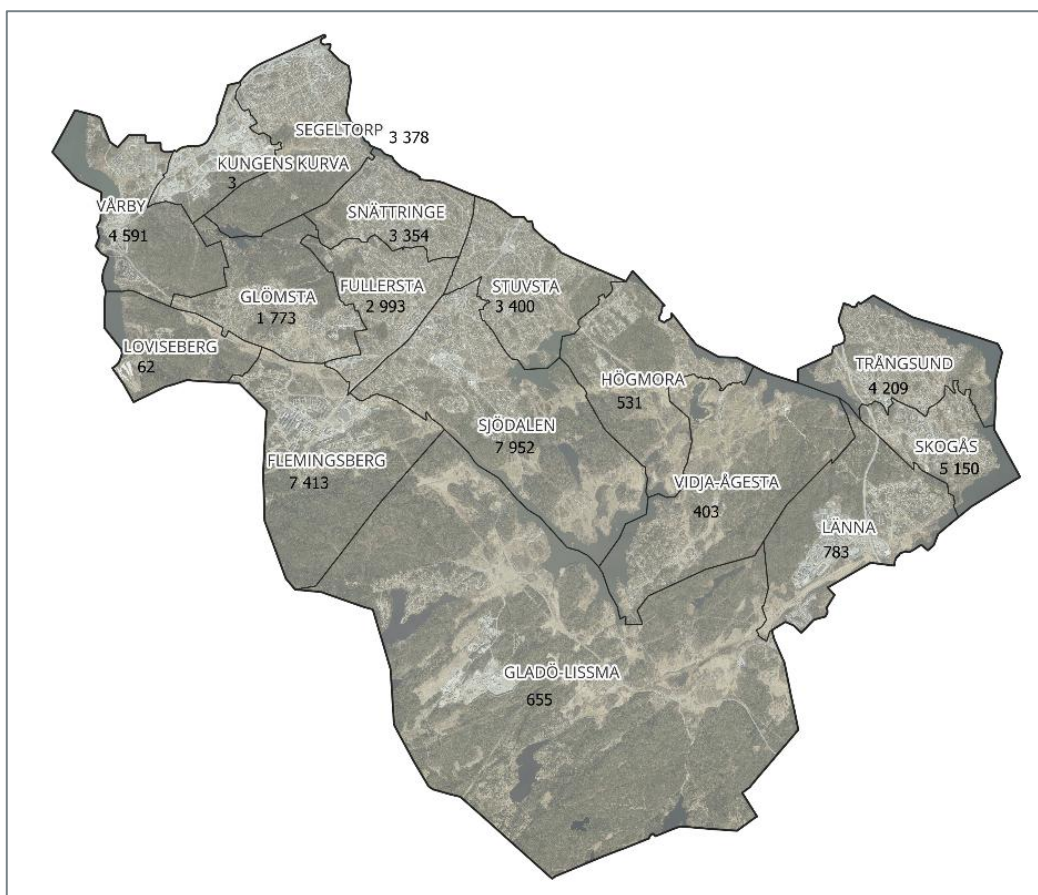 SEGELTORP 3 378
KUNGENS KURVA
3
VÅRBY
4 591
SNÄTTRINGE
3 354
GLÖMSTA
1 773
FULLERSTA
2 993
STUVSTA
3 400
LOVISEBERG
62
HÖGMORA
531
TRÅNGSUND
4 209
SJÖDALEN
7 952
SKOGÅS
5 150
FLEMINGSBERG
7 413
VIDJA-ÅGESTA
403
LÄNNA
783
GLADÖ-LISSMA
655